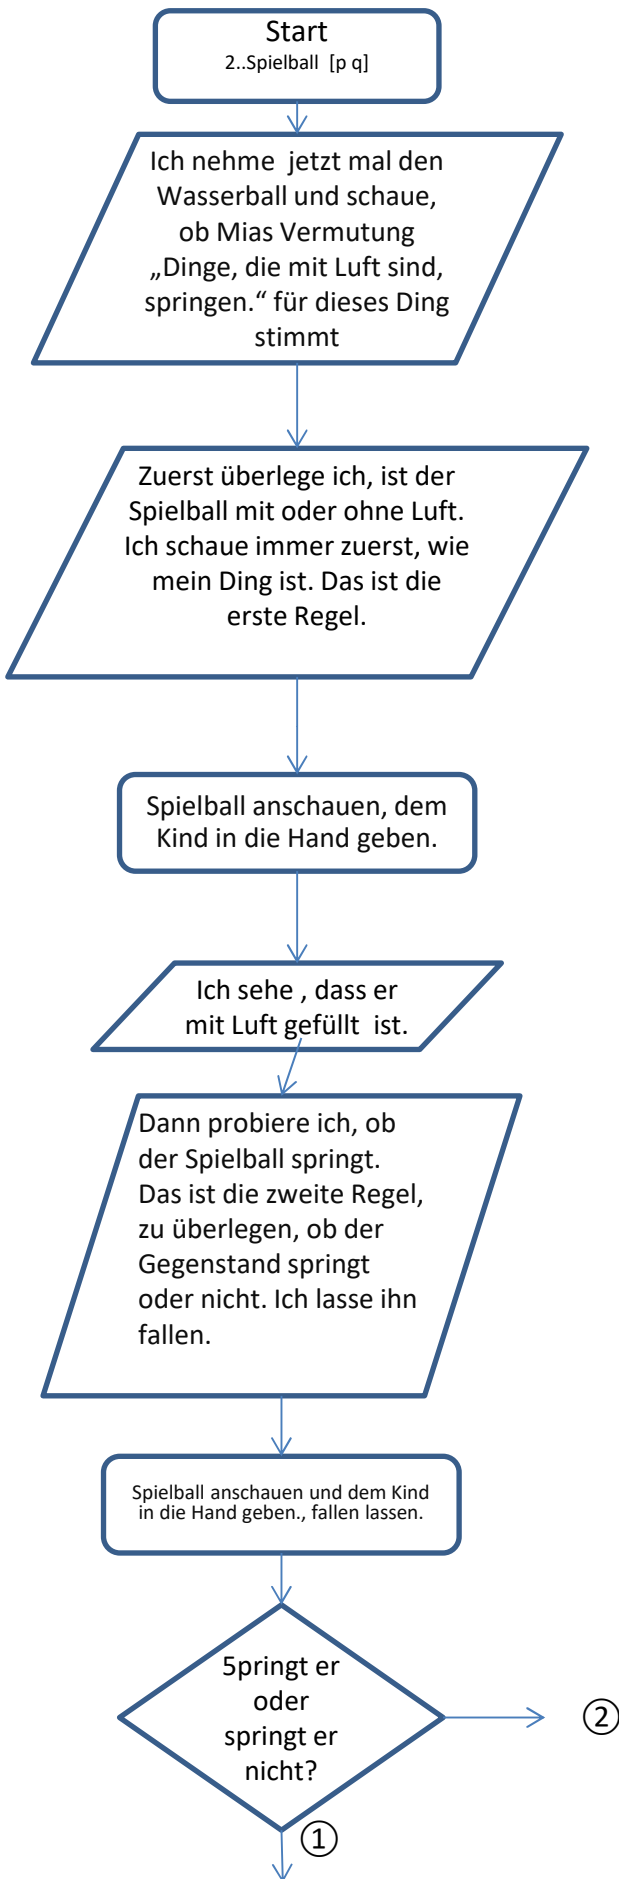 Start
2..Spielball [p q]
Ich nehme jetzt mal den
Wasserball und schaue,
ob Mias Vermutung
„Dinge, die mit Luft sind,
springen.“ für dieses Ding
stimmt
Zuerst überlege ich, ist der
Spielball mit oder ohne Luft.
Ich schaue immer zuerst, wie
mein Ding ist. Das ist die
erste Regel.
Spielball anschauen, dem
Kind in die Hand geben.
Ich sehe , dass er
mit Luft gefüllt ist.
Dann probiere ich, ob
der Spielball springt.
Das ist die zweite Regel,
zu überlegen, ob der
Gegenstand springt
oder nicht. Ich lasse ihn
fallen.
Spielball anschauen und dem Kind
in die Hand geben., fallen lassen.
5pringt er
oder
springt er
nicht?
②
①